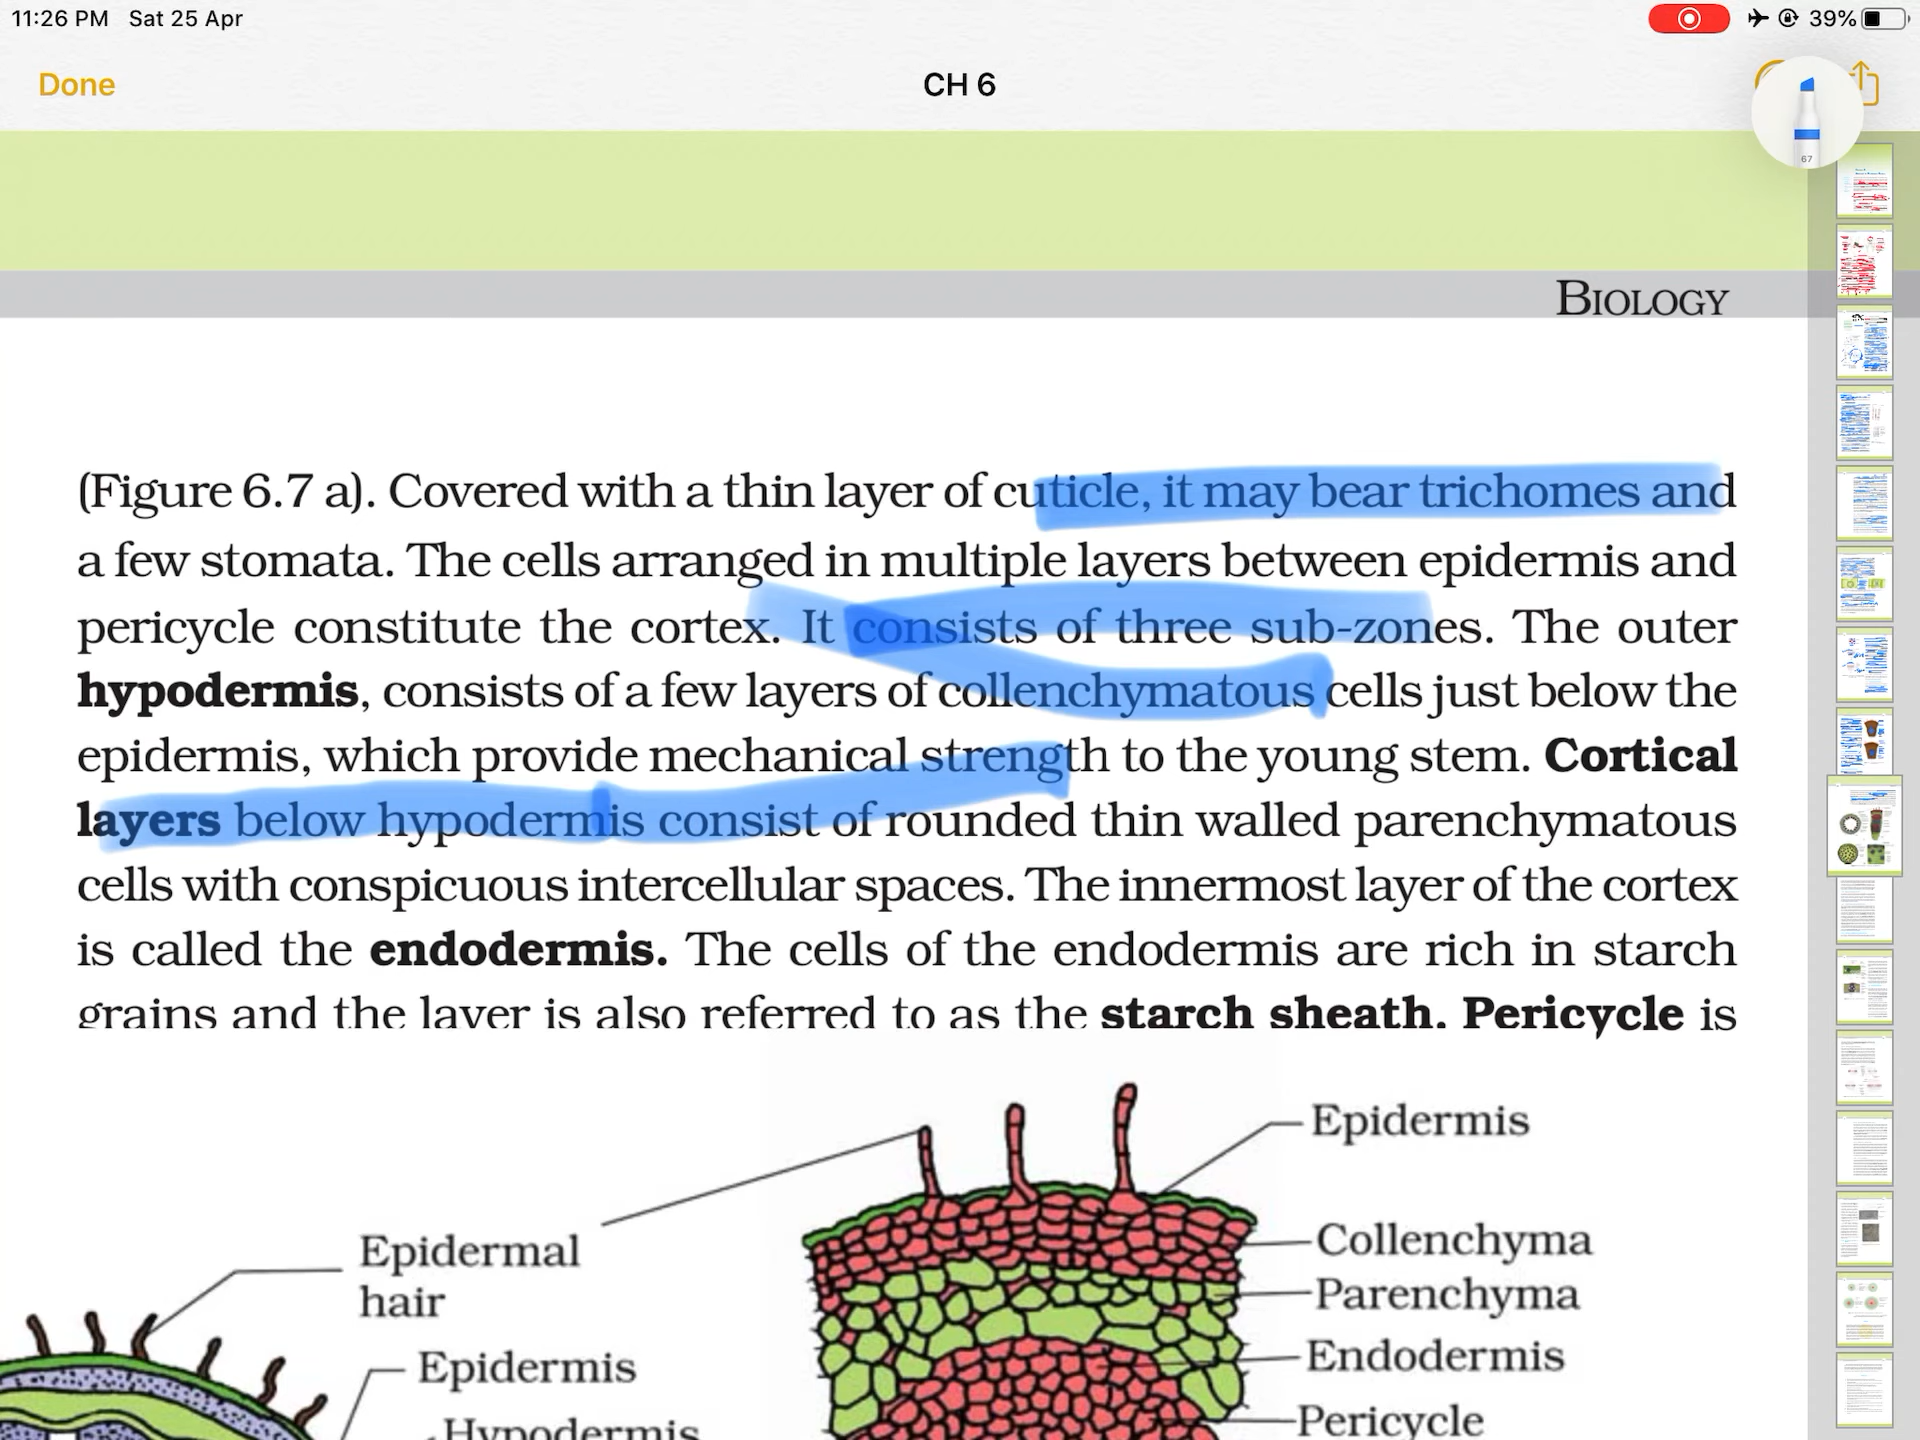 11:26 PM Sat 25 Apr
39%
Done
CH 6
67
BIOLOGY
(Figure 6.7 a). Covered with a thin layer of cuticle, it may bear trichomes and
a few stomata. The cells arranged in multiple layers between epidermis and
pericycle constitute the cortex. It consists of three sub-zones. The outer
hypodermis, consists of a few layers of collenchymatous cells just below the
epidermis, which provide mechanical strength to the young stem. Cortical
layers below hypodermis consist of rounded thin walled parenchymatous
cells with conspicuous intercellular spaces. The innermost layer of the cortex
is called the endodermis. The cells of the endodermis are rich in starch
grains and the layer is also referred to as the starch sheath. Pericycle is
Epidermis
Epidermal
hair
Collenchyma
Parenchyma
Endodermis
Epidermis
Pericycle
Hypodermis